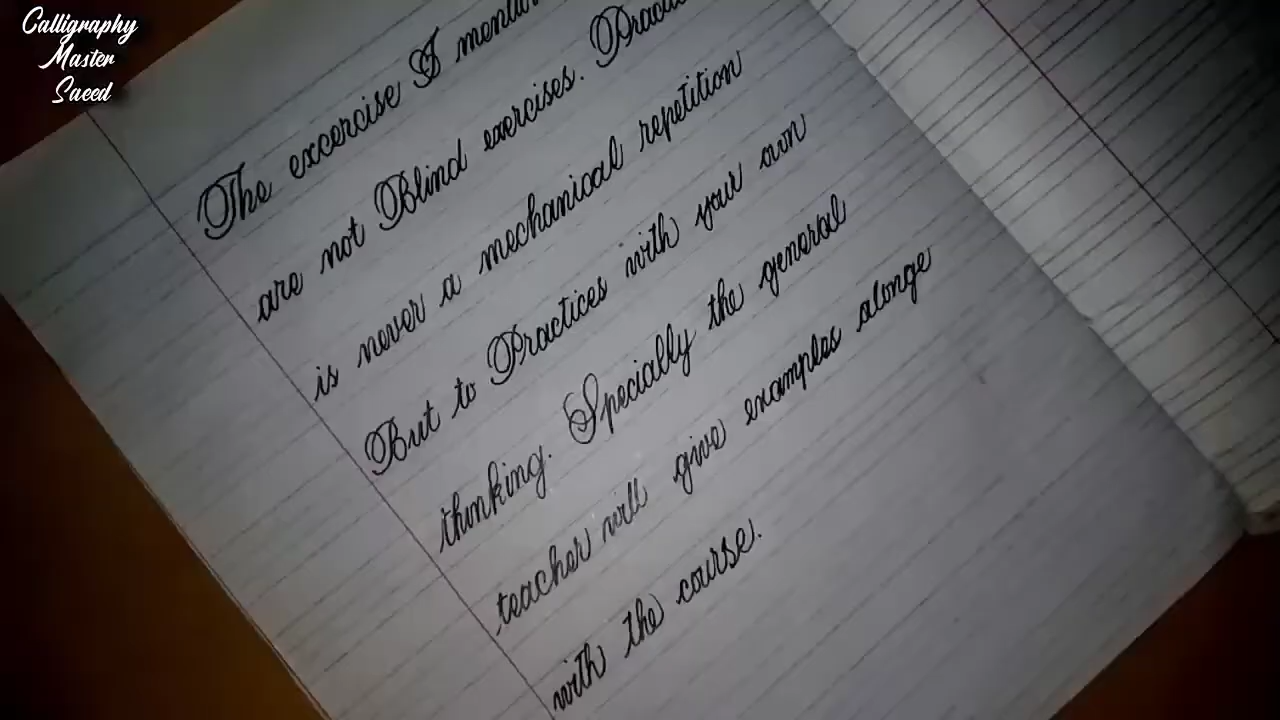 Calligraphy
Master
Saeed
The excercise I
are not Blind exercises.
is never a mechanical repetition
But to Practices with your own
thinking. Specially the general
teacher will give examples alonge
with the course.